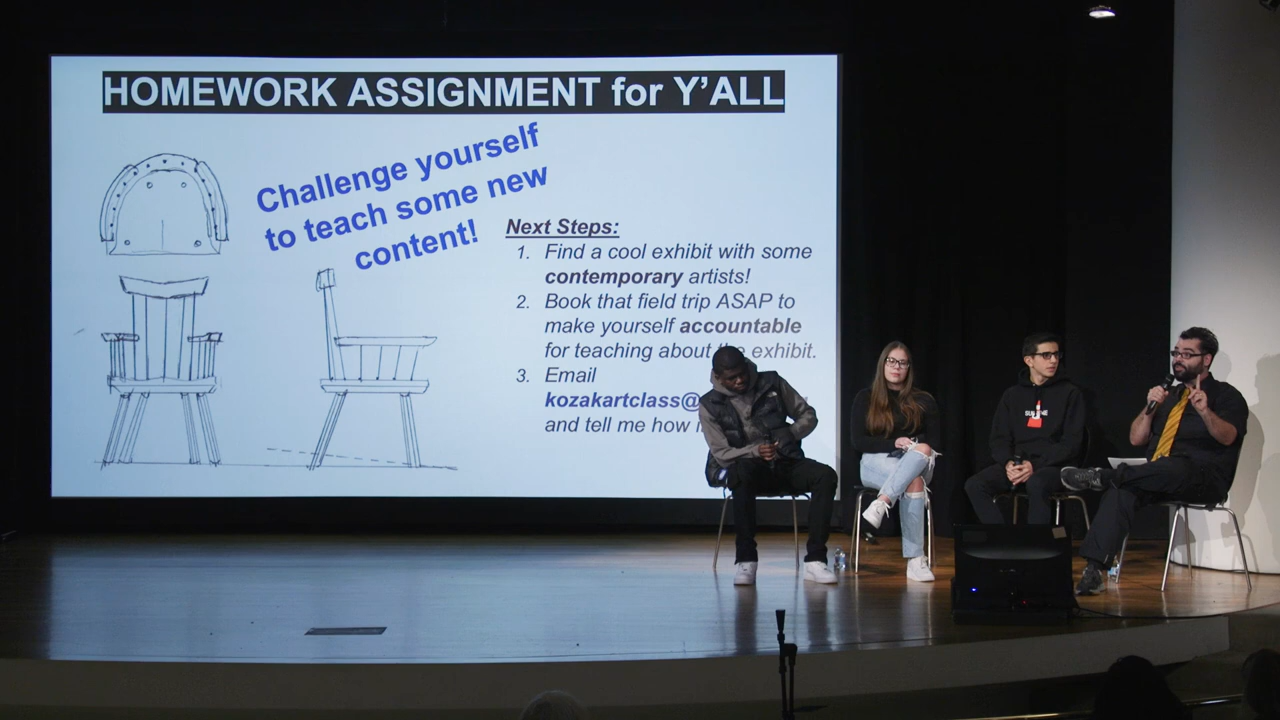 HOMEWORK ASSIGNMENT for Y'ALL
Challenge yourself
to teach some new
content!
Next Steps:
1. Find a cool exhibit with some
contemporary artists!
2. Book that field trip ASAP to
make yourself accountable
for teaching about the exhibit.
3. Email
kozakartclass@
and tell me how